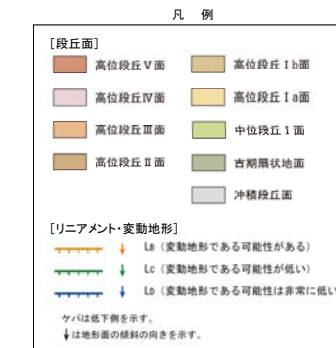 凡 例
[段丘面]
高位段丘Ⅴ面
高位段丘Ⅳ面
高位段丘Ⅲ面
高位段丘Ⅱ面
高位段丘Ⅰb面
高位段丘Ⅰa面
中位段丘1面
古期扇状地面
沖積段丘面
[リニアメント・変動地形]
LB (変動地形である可能性がある)
LC (変動地形である可能性が低い)
LD (変動地形である可能性は非常に低い
ケバは低下側を示す。
↓は地形面の傾斜の向きを示す。